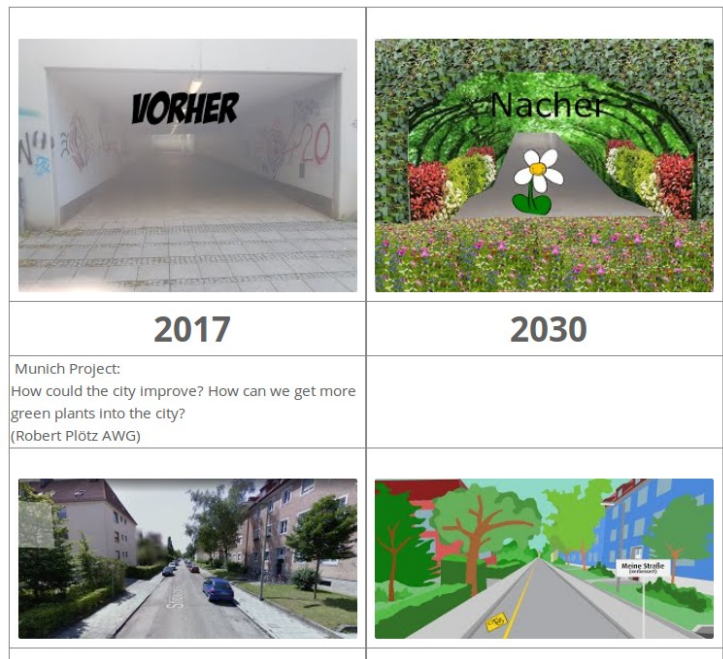 VORHER
Nacher
2017
2030
Munich Project:
How could the city improve? How can we get more
green plants into the city?
(Robert Plötz AWG)
Meine Straße